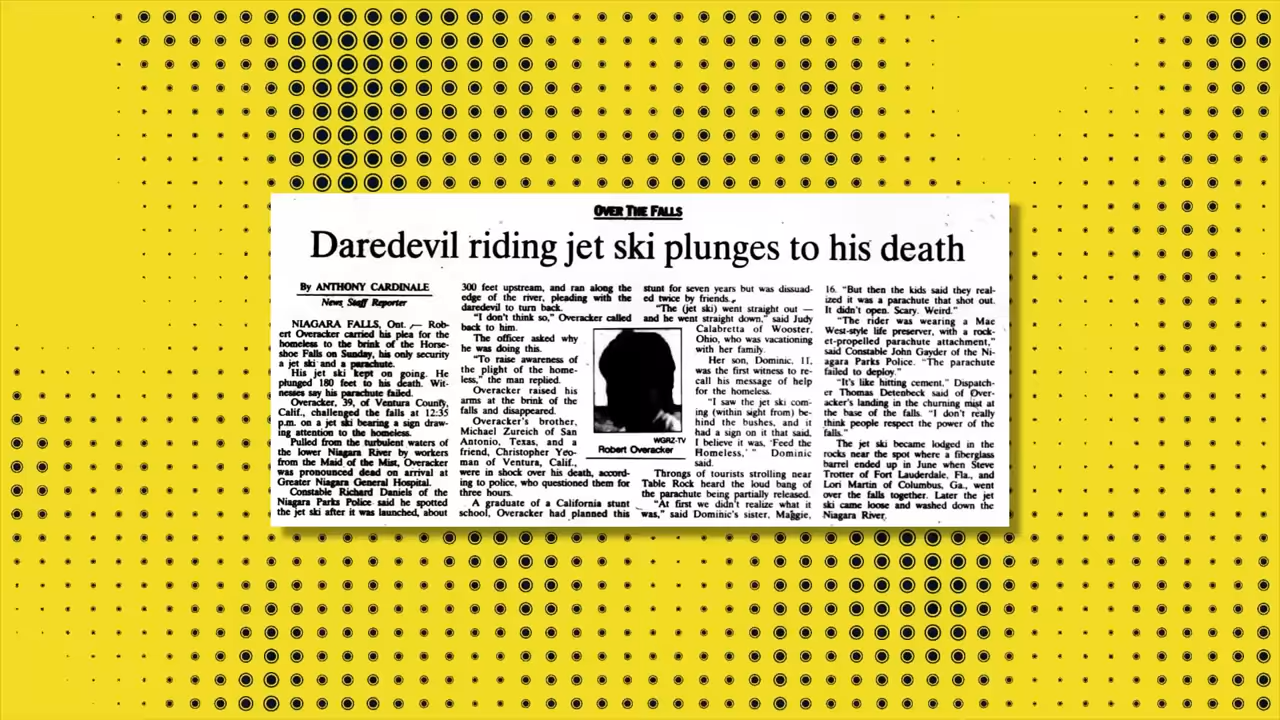 OVER THE FALLS
Daredevil riding jet ski plunges to his death
By ANTHONY CARDINALE
News Staff Reporter
NIAGARA FALLS, Ont. — Rob-
ert Overacker carried his plea for the
homeless to the brink of the Horse-
shoe Falls on Sunday, his only security
a jet ski and a parachute.
His jet ski kept on going. He
plunged 180 feet to his death. Wit-
nesses say his parachute failed.
Overacker, 39, of Ventura County,
Calif., challenged the falls at 12:35
p.m. on a jet ski bearing a sign draw-
ing attention to the homeless.
Pulled from the turbulent waters of
the lower Niagara River by workers
from the Maid of the Mist, Overacker
was pronounced dead on arrival at
Greater Niagara General Hospital.
Constable Richard Daniels of the
Niagara Parks Police said he spotted
the jet ski after it was launched, about
300 feet upstream, and ran along the
edge of the river, pleading with the
daredevil to turn back.
"I don't think so," Overacker called
back to him.
The officer asked why
he was doing this.
"To raise awareness of
the plight of the home-
less," the man replied.
Overacker raised his
arms at the brink of the
falls and disappeared.
Overacker's brother,
Michael Zureich of San
Antonio, Texas, and a
friend, Christopher Yeo-
man of Ventura, Calif.,
were in shock over his death, accord-
ing to police, who questioned them for
three hours.
A graduate of a California stunt
school, Overacker had planned this
WGRZ-TV
Robert Overacker
stunt for seven years but was dissuad-
ed twice by friends.
"The (jet ski) went straight out —
and he went straight down," said Judy
Calabretta of Wooster,
Ohio, who was vacationing
with her family.
Her son, Dominic, 11,
was the first witness to re-
call his message of help
for the homeless.
"I saw the jet ski com-
ing (within sight from) be-
hind the bushes, and it
had a sign on it that said,
I believe it was, 'Feed the
Homeless,' " Dominic
said.
Throngs of tourists strolling near
Table Rock heard the loud bang of
the parachute being partially released.
"At first we didn't realize what it
was," said Dominic's sister, Maggie,
16. "But then the kids said they real-
ized it was a parachute that shot out.
It didn't open. Scary. Weird."
"The rider was wearing a Mae
West-style life preserver, with a rock-
et-propelled parachute attachment,"
said Constable John Gayder of the Ni-
agara Parks Police. "The parachute
failed to deploy."
"It's like hitting cement," Dispatch-
er Thomas Detenbeck said of Over-
acker's landing in the churning mist at
the base of the falls. "I don't really
think people respect the power of the
falls."
The jet ski became lodged in the
rocks near the spot where a fiberglass
barrel ended up in June when Steve
Trotter of Fort Lauderdale, Fla., and
Lori Martin of Columbus, Ga., went
over the falls together. Later the jet
ski came loose and washed down the
Niagara River.